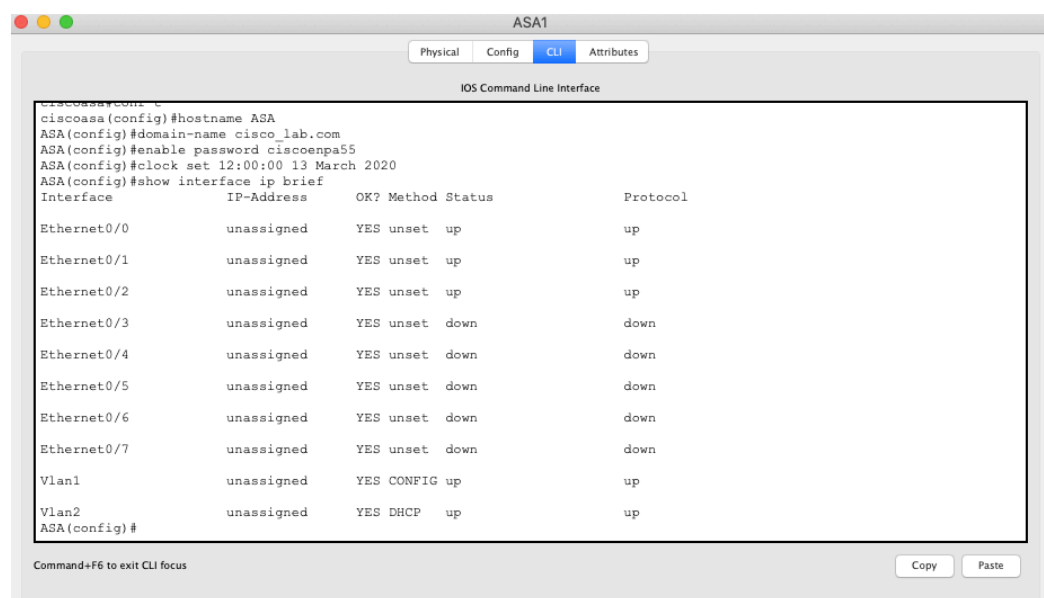 ASA1
Physical Config CLI Attributes
IOS Command Line Interface
ciscoasa#conf t
ciscoasa(config)#hostname ASA
ASA(config)#domain-name cisco_lab.com
ASA(config)#enable password ciscoenpa55
ASA(config)#clock set 12:00:00 13 March 2020
ASA(config)#show interface ip brief
Interface IP-Address OK? Method Status Protocol
Ethernet0/0 unassigned YES unset up up
Ethernet0/1 unassigned YES unset up up
Ethernet0/2 unassigned YES unset up up
Ethernet0/3 unassigned YES unset down down
Ethernet0/4 unassigned YES unset down down
Ethernet0/5 unassigned YES unset down down
Ethernet0/6 unassigned YES unset down down
Ethernet0/7 unassigned YES unset down down
Vlan1 unassigned YES CONFIG up up
Vlan2 unassigned YES DHCP up up
ASA(config)#
Command+F6 to exit CLI focus
Copy Paste